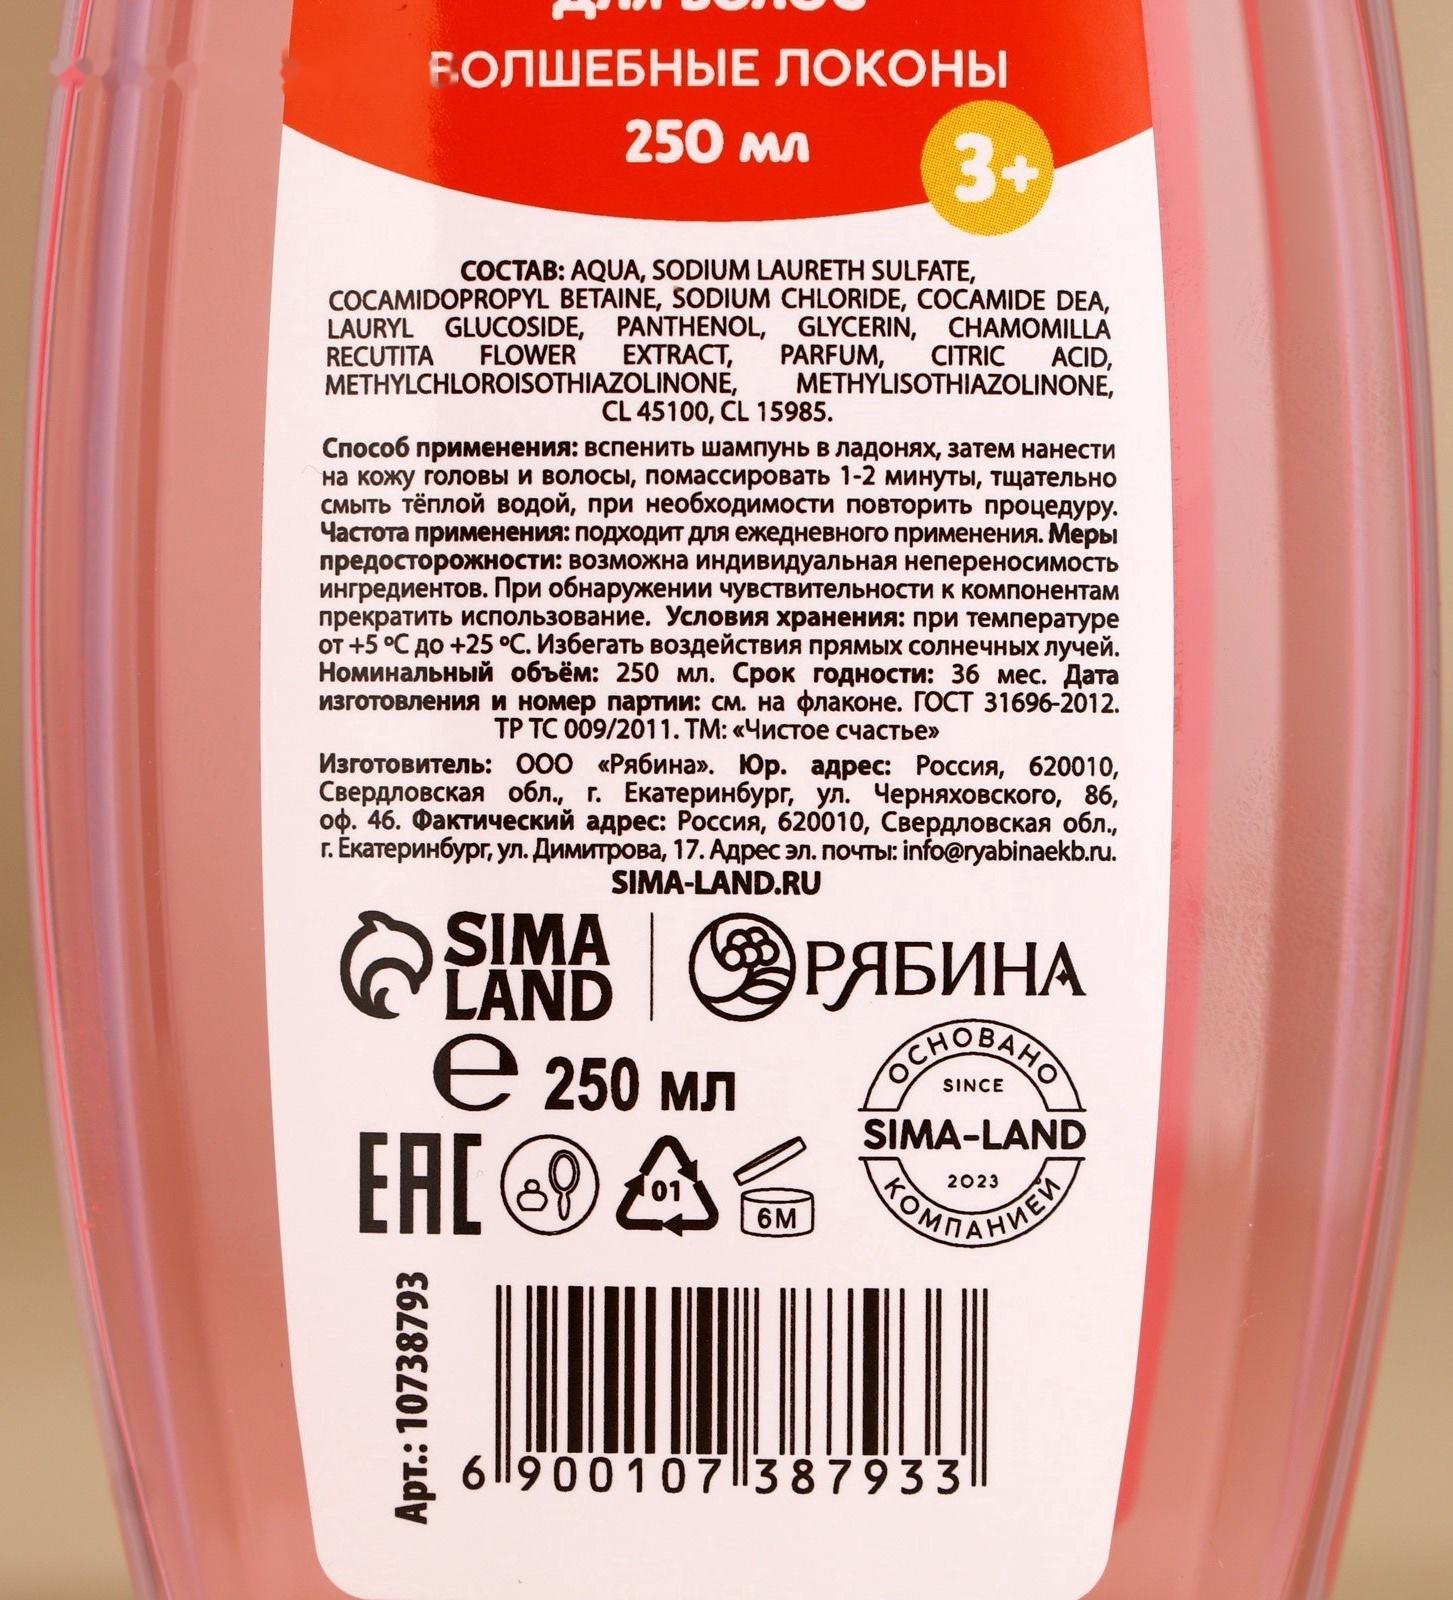 ДЛЯ ВОЛОС
ВОЛШЕБНЫЕ ЛОКОНЫ
250 мл
3+
СОСТАВ: AQUA, SODIUM LAURETH SULFATE,
COCAMIDOPROPYL BETAINE, SODIUM CHLORIDE, COCAMIDE DEA,
LAURYL GLUCOSIDE, PANTHENOL, GLYCERIN, CHAMOMILLA
RECUTITA FLOWER EXTRACT, PARFUM, CITRIC ACID,
METHYLCHLOROISOTHIAZOLINONE, METHYLISOTHIAZOLINONE,
CL 45100, CL 15985.
Способ применения: вспенить шампунь в ладонях, затем нанести
на кожу головы и волосы, помассировать 1-2 минуты, тщательно
смыть тёплой водой, при необходимости повторить процедуру.
Частота применения: подходит для ежедневного применения. Меры
предосторожности: возможна индивидуальная непереносимость
ингредиентов. При обнаружении чувствительности к компонентам
прекратить использование. Условия хранения: при температуре
от +5 °С до +25 °С. Избегать воздействия прямых солнечных лучей.
Номинальный объём: 250 мл. Срок годности: 36 мес. Дата
изготовления и номер партии: см. на флаконе. ГОСТ 31696-2012.
ТР ТС 009/2011. ТМ: «Чистое счастье»
Изготовитель: ООО «Рябина». Юр. адрес: Россия, 620010,
Свердловская обл., г. Екатеринбург, ул. Черняховского, 86,
оф. 46. Фактический адрес: Россия, 620010, Свердловская обл.,
г. Екатеринбург, ул. Димитрова, 17. Адрес эл. почты: info@ryabinaekb.ru.
SIMA-LAND.RU
SIMA
LAND
РЯБИНА
e 250 мл
ОСНОВАНО
SINCE
SIMA-LAND
2023
КОМПАНИЕЙ
EAC
01
6M
Арт.: 10738793
6 900107 387933